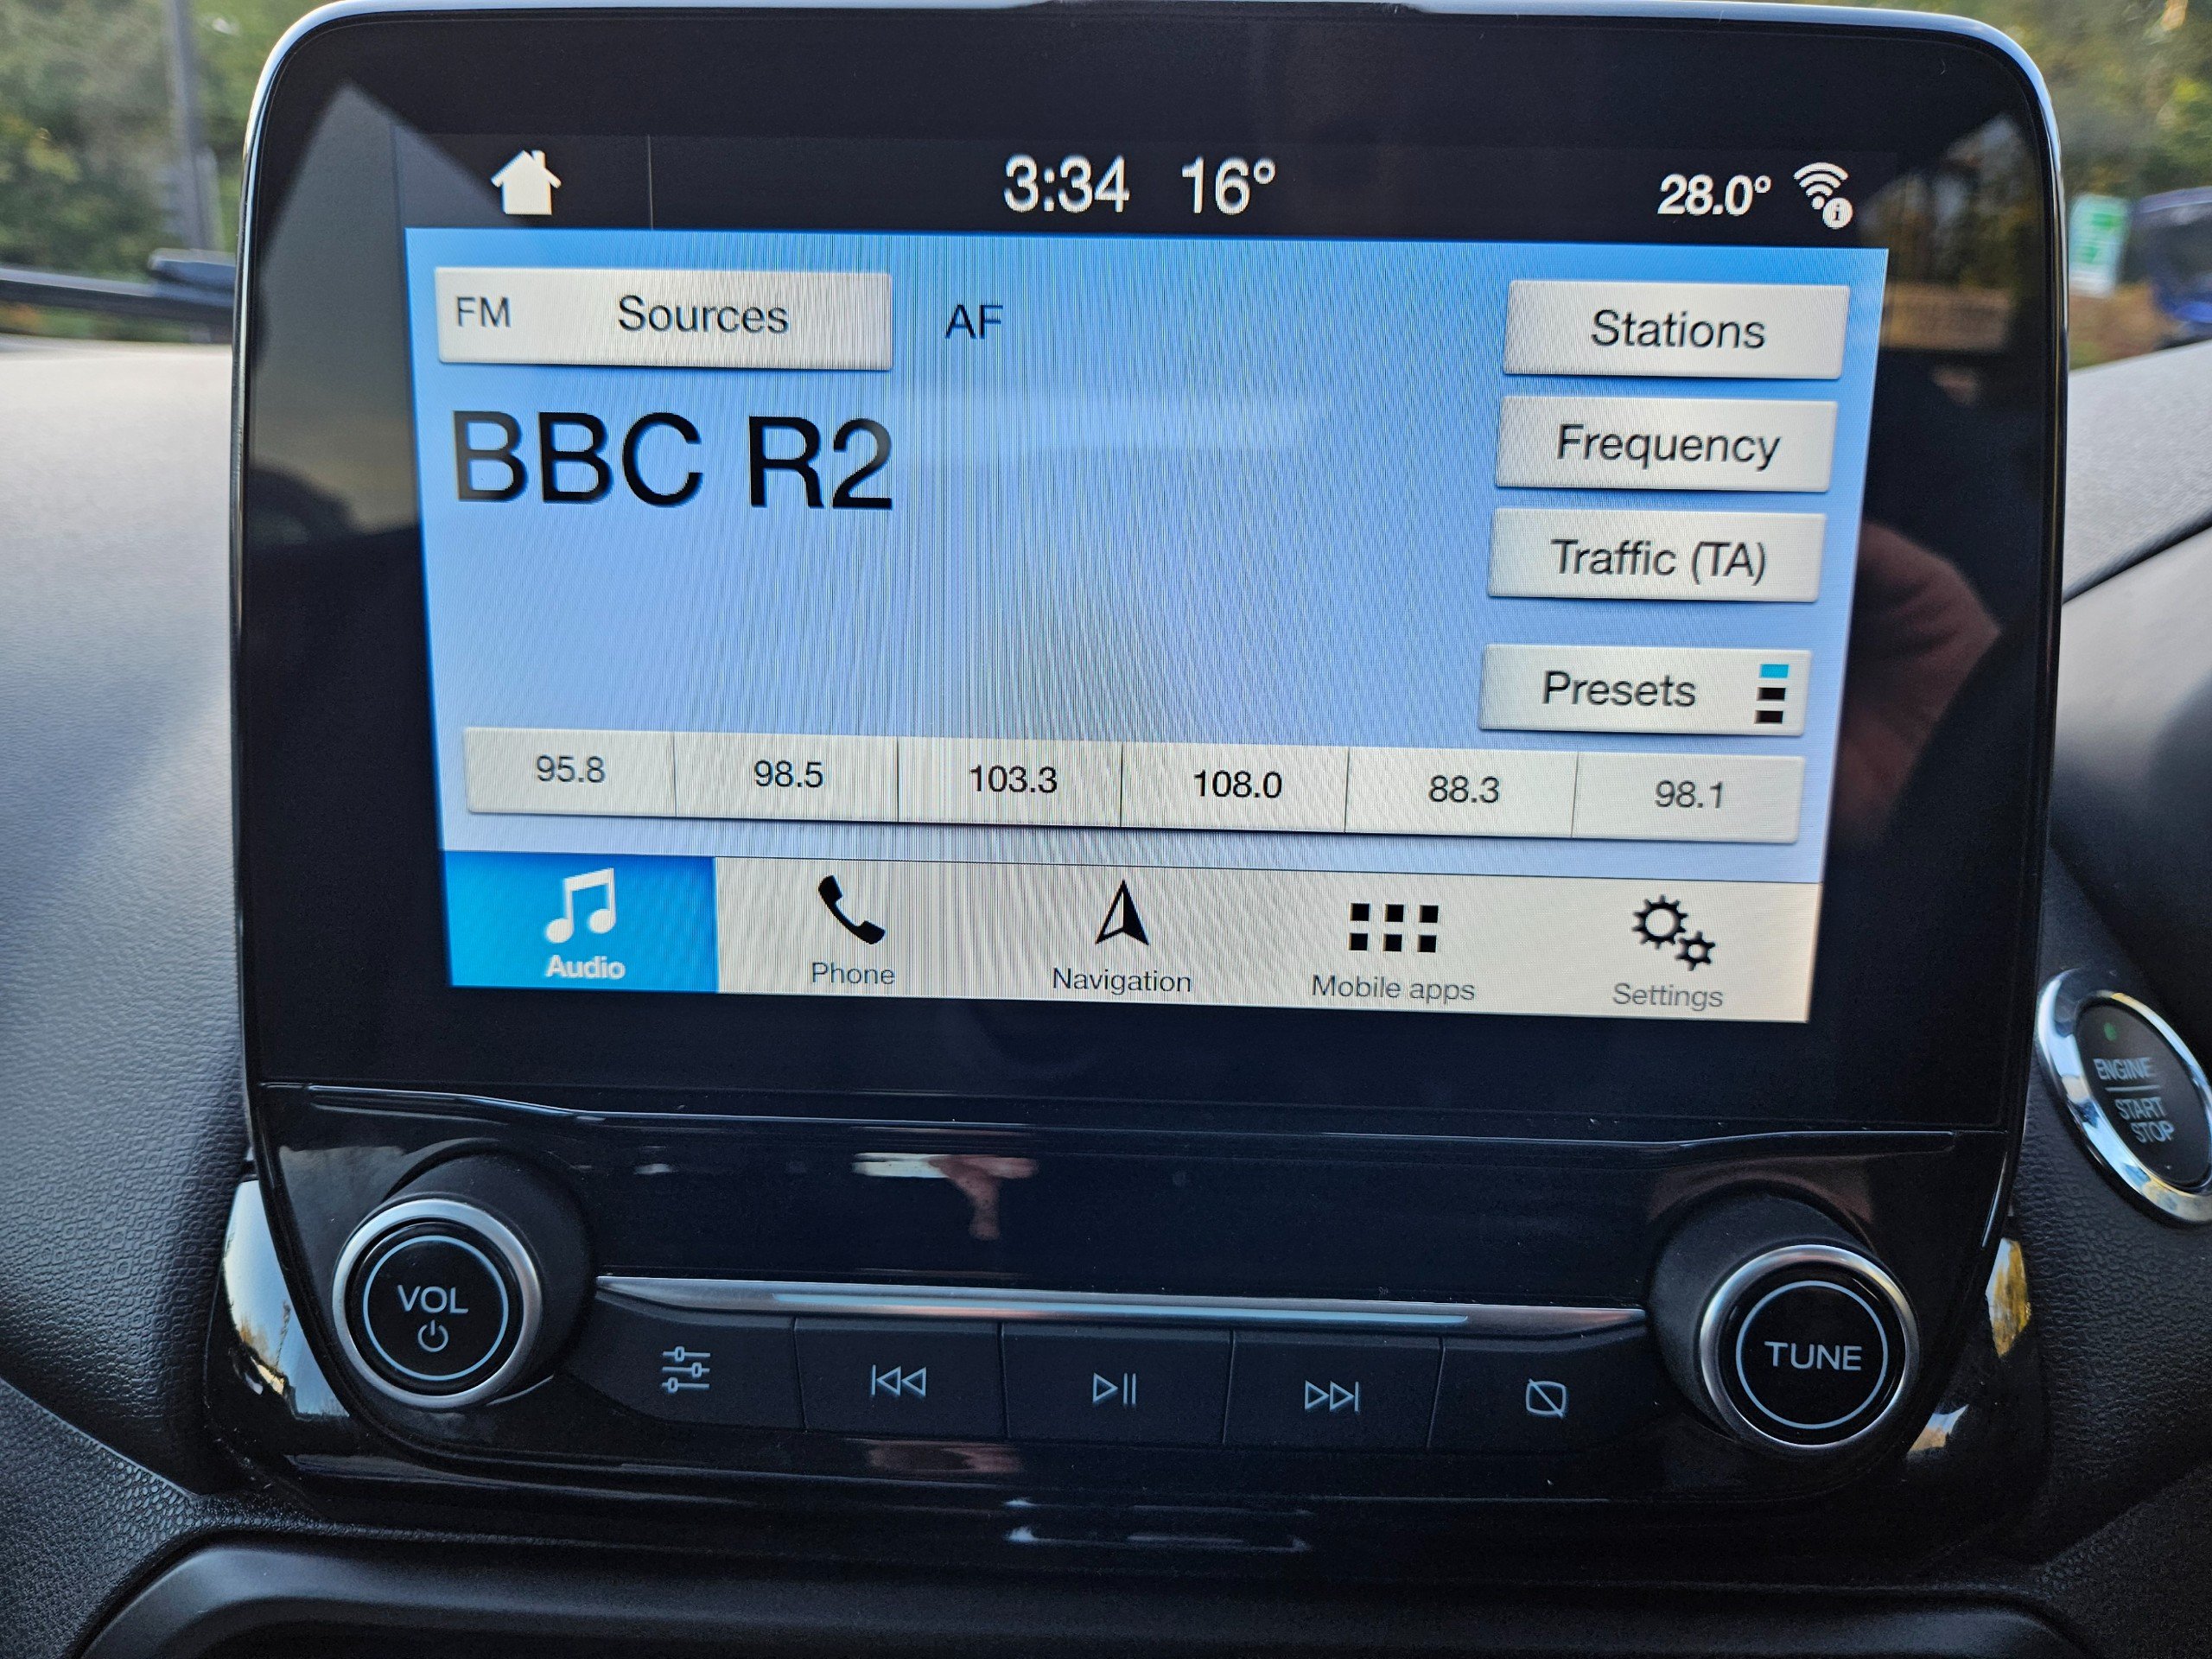 3:34 16° 28.0°
FM Sources AF Stations
BBC R2
Frequency
Traffic (TA)
Presets
95.8 98.5 103.3 108.0 88.3 98.1
Audio Phone Navigation Mobile apps Settings
ENGINE
START
STOP
VOL
TUNE